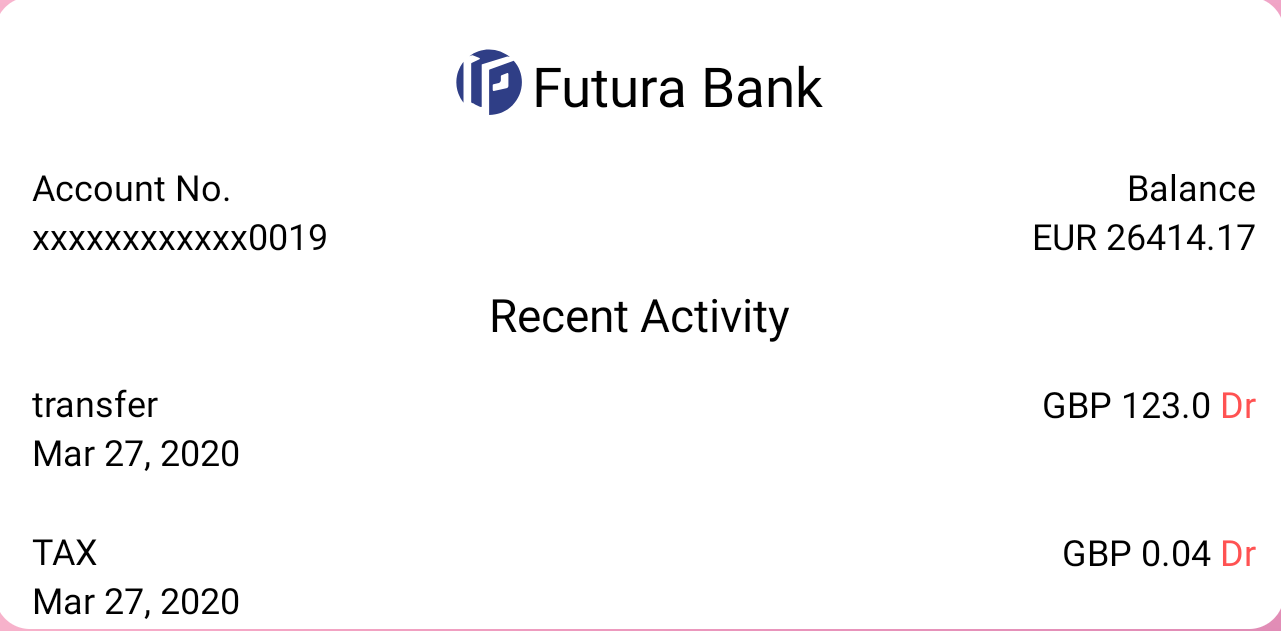 Futura Bank
Account No.
Balance
xxxxxxxxxxxx0019
EUR 26414.17
Recent Activity
transfer
GBP 123.0 Dr
Mar 27, 2020
TAX
GBP 0.04 Dr
Mar 27, 2020